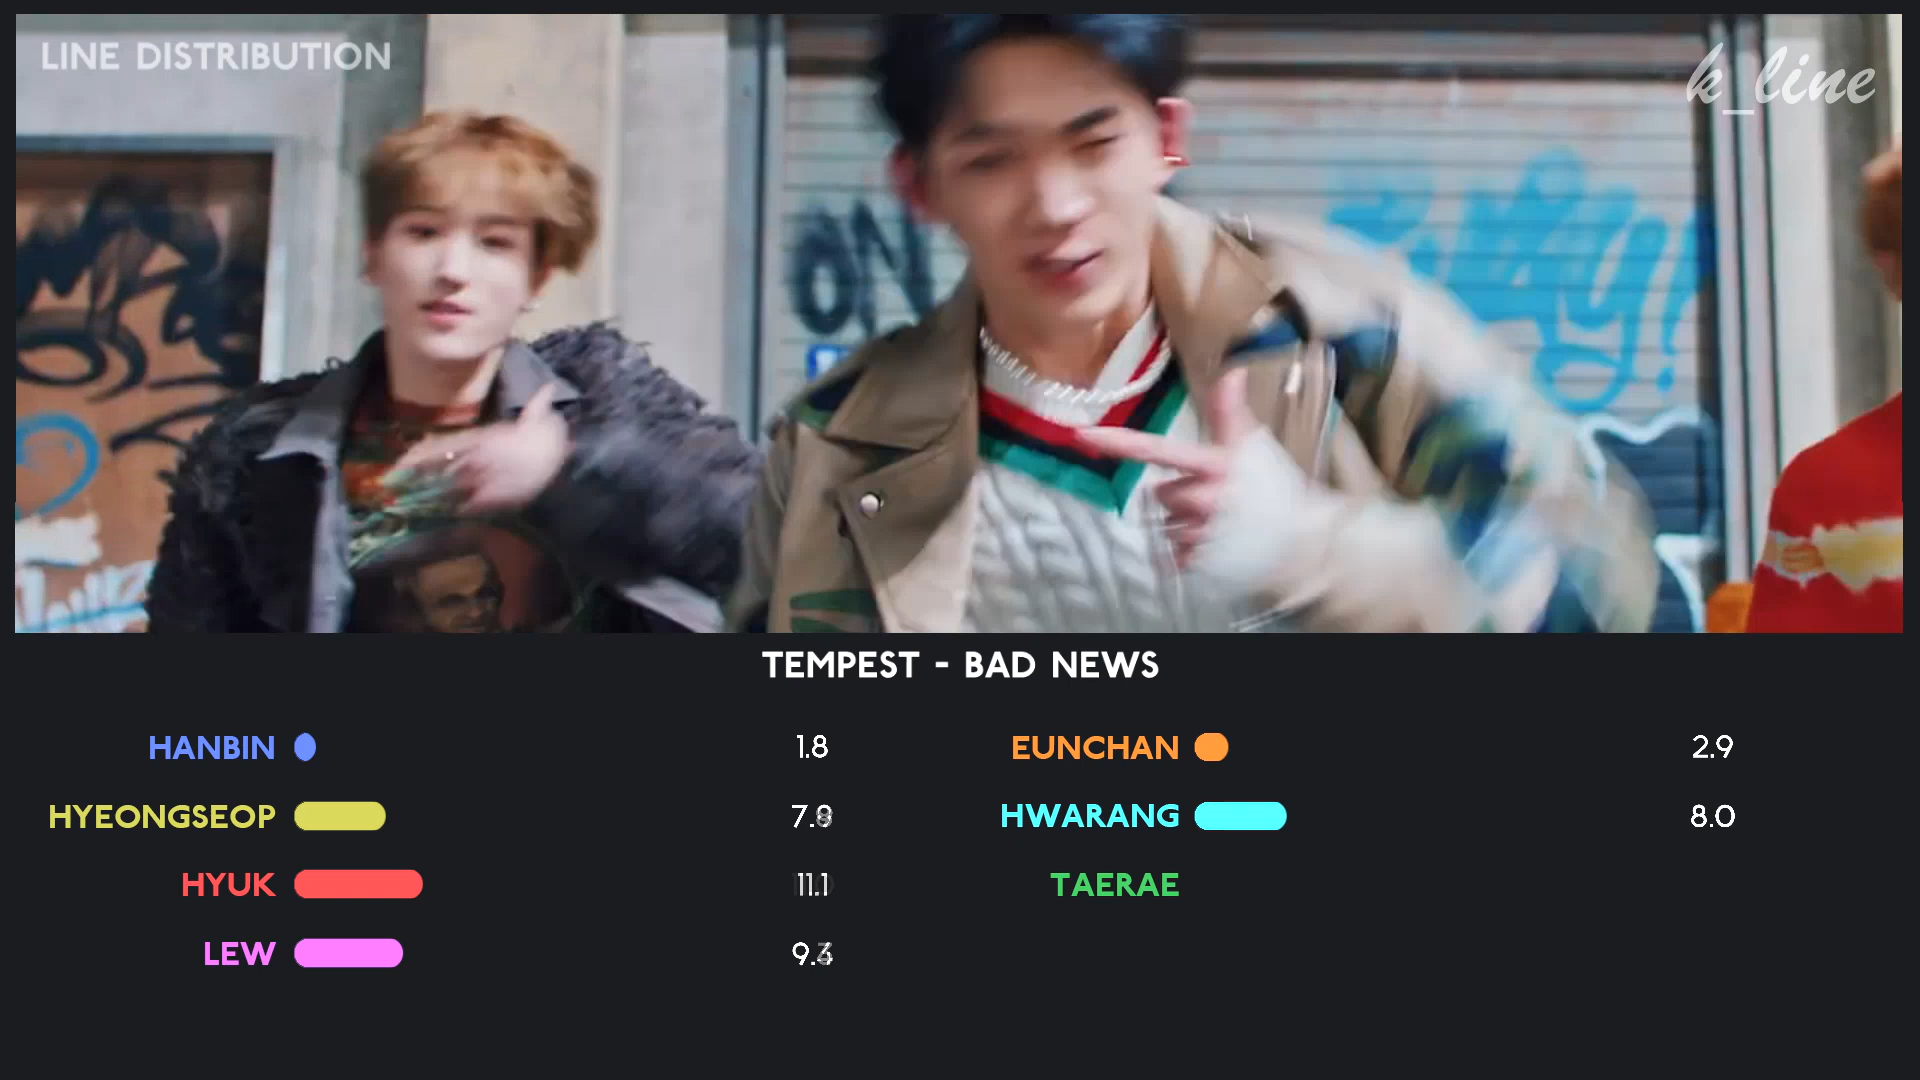 LINE DISTRIBUTION
k_line
ON
TEMPEST - BAD NEWS
HANBIN 1.8
EUNCHAN 2.9
HYEONGSEOP
HWARANG 8.0
HYUK 11.1
TAERAE
LEW